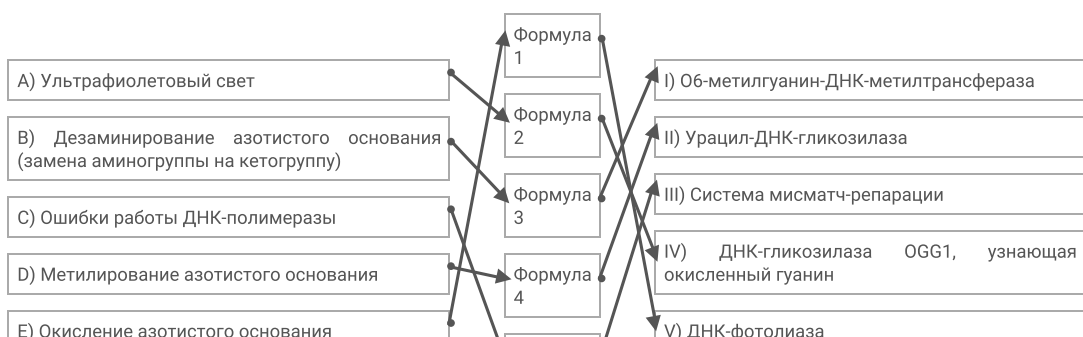 Формула
1
А) Ультрафиолетовый свет
I) О6-метилгуанин-ДНК-метилтрансфераза
Формула
2
В) Дезаминирование азотистого основания
(замена аминогруппы на кетогруппу)
II) Урацил-ДНК-гликозилаза
Формула
3
III) Система мисматч-репарации
С) Ошибки работы ДНК-полимеразы
IV) ДНК-гликозилаза OGG1, узнающая
окисленный гуанин
D) Метилирование азотистого основания
Формула
4
Е) Окисление азотистого основания
V) ДНК-фотолиаза